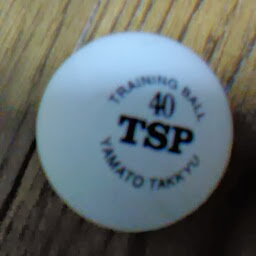 TRAINING BALL
40
TSP
YAMATO TAKKYU